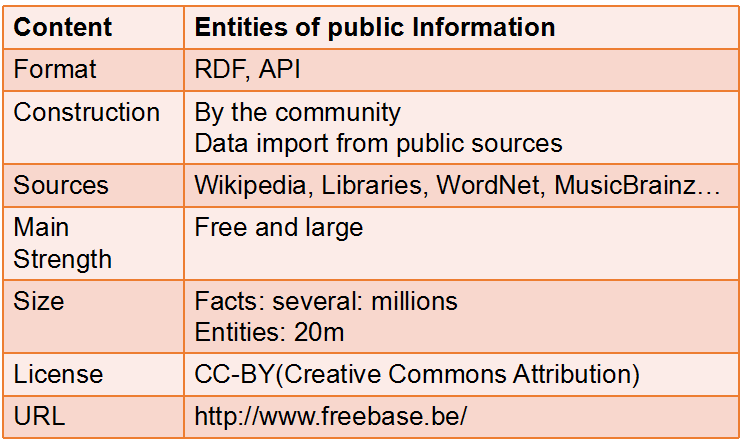 Content Entities of public Information
Format RDF, API
Construction By the community
Data import from public sources
Sources Wikipedia, Libraries, WordNet, MusicBrainz…
Main Free and large
Strength
Size Facts: several: millions
Entities: 20m
License CC-BY(Creative Commons Attribution)
URL http://www.freebase.be/